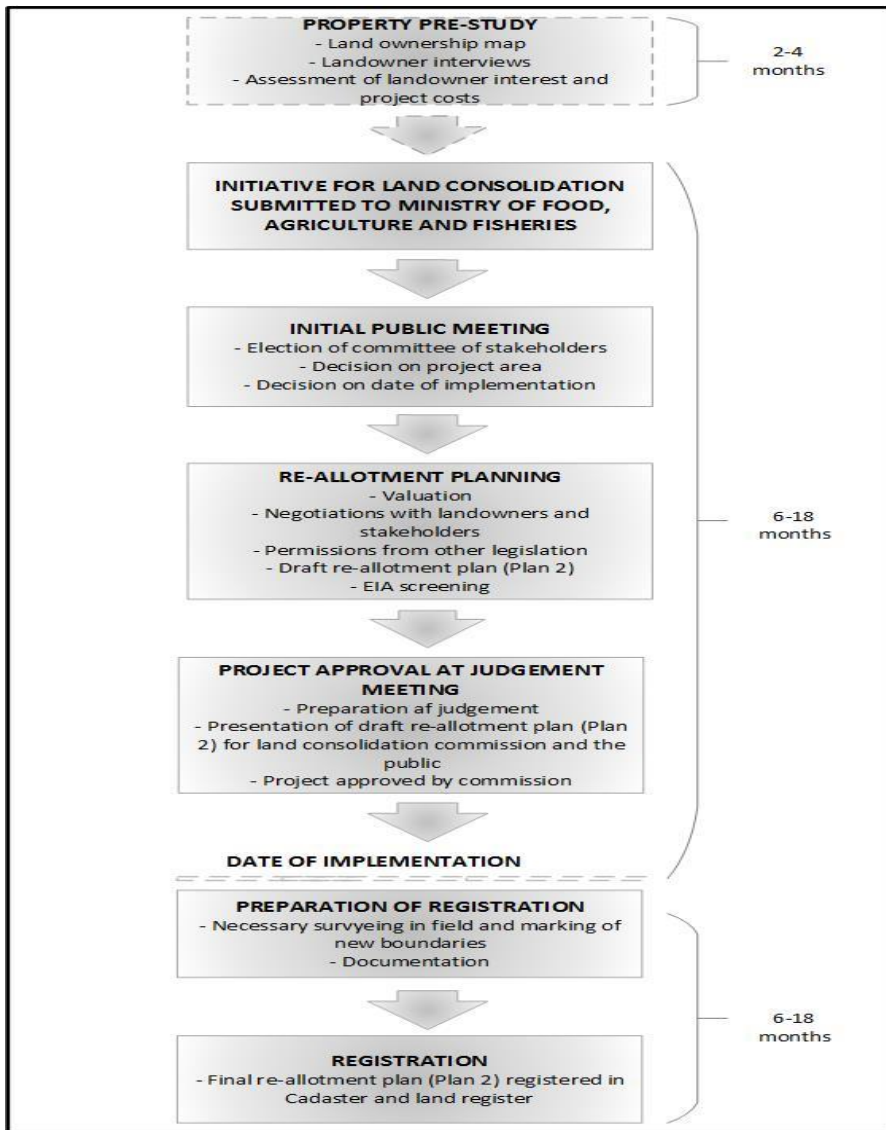 PROPERTY PRE-STUDY
- Land ownership map
- Landowner interviews
- Assessment of landowner interest and
project costs
2-4
months
INITIATIVE FOR LAND CONSOLIDATION
SUBMITTED TO MINISTRY OF FOOD,
AGRICULTURE AND FISHERIES
INITIAL PUBLIC MEETING
- Election of committee of stakeholders
- Decision on project area
- Decision on date of implementation
RE-ALLOTMENT PLANNING
- Valuation
- Negotiations with landowners and
stakeholders
- Permissions from other legislation
- Draft re-allotment plan (Plan 2)
- EIA screening
6-18
months
PROJECT APPROVAL AT JUDGEMENT
MEETING
- Preparation af judgement
- Presentation of draft re-allotment plan (Plan
2) for land consolidation commission and the
public
- Project approved by commission
DATE OF IMPLEMENTATION
PREPARATION OF REGISTRATION
- Necessary survyeing in field and marking of
new boundaries
- Documentation
6-18
months
REGISTRATION
- Final re-allotment plan (Plan 2) registered in
Cadaster and land register